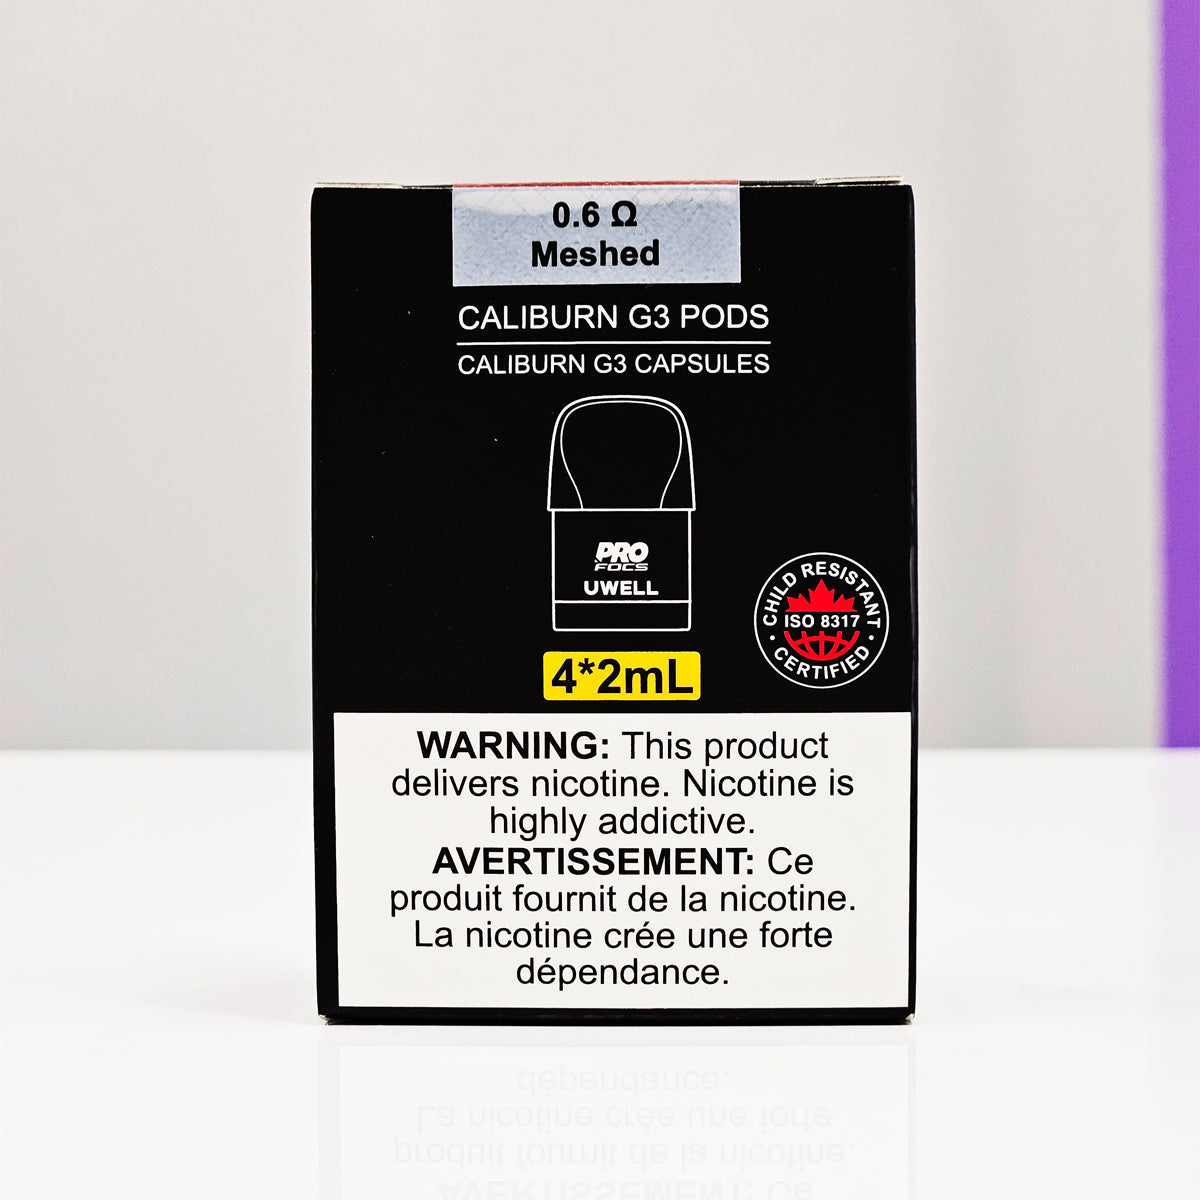 0.6 Ω
Meshed
CALIBURN G3 PODS
CALIBURN G3 CAPSULES
PRO
FOCS
UWELL
CHILD RESISTANT
ISO 8317
CERTIFIED
4*2mL
WARNING: This product
delivers nicotine. Nicotine is
highly addictive.
AVERTISSEMENT: Ce
produit fournit de la nicotine.
La nicotine crée une forte
dépendance.